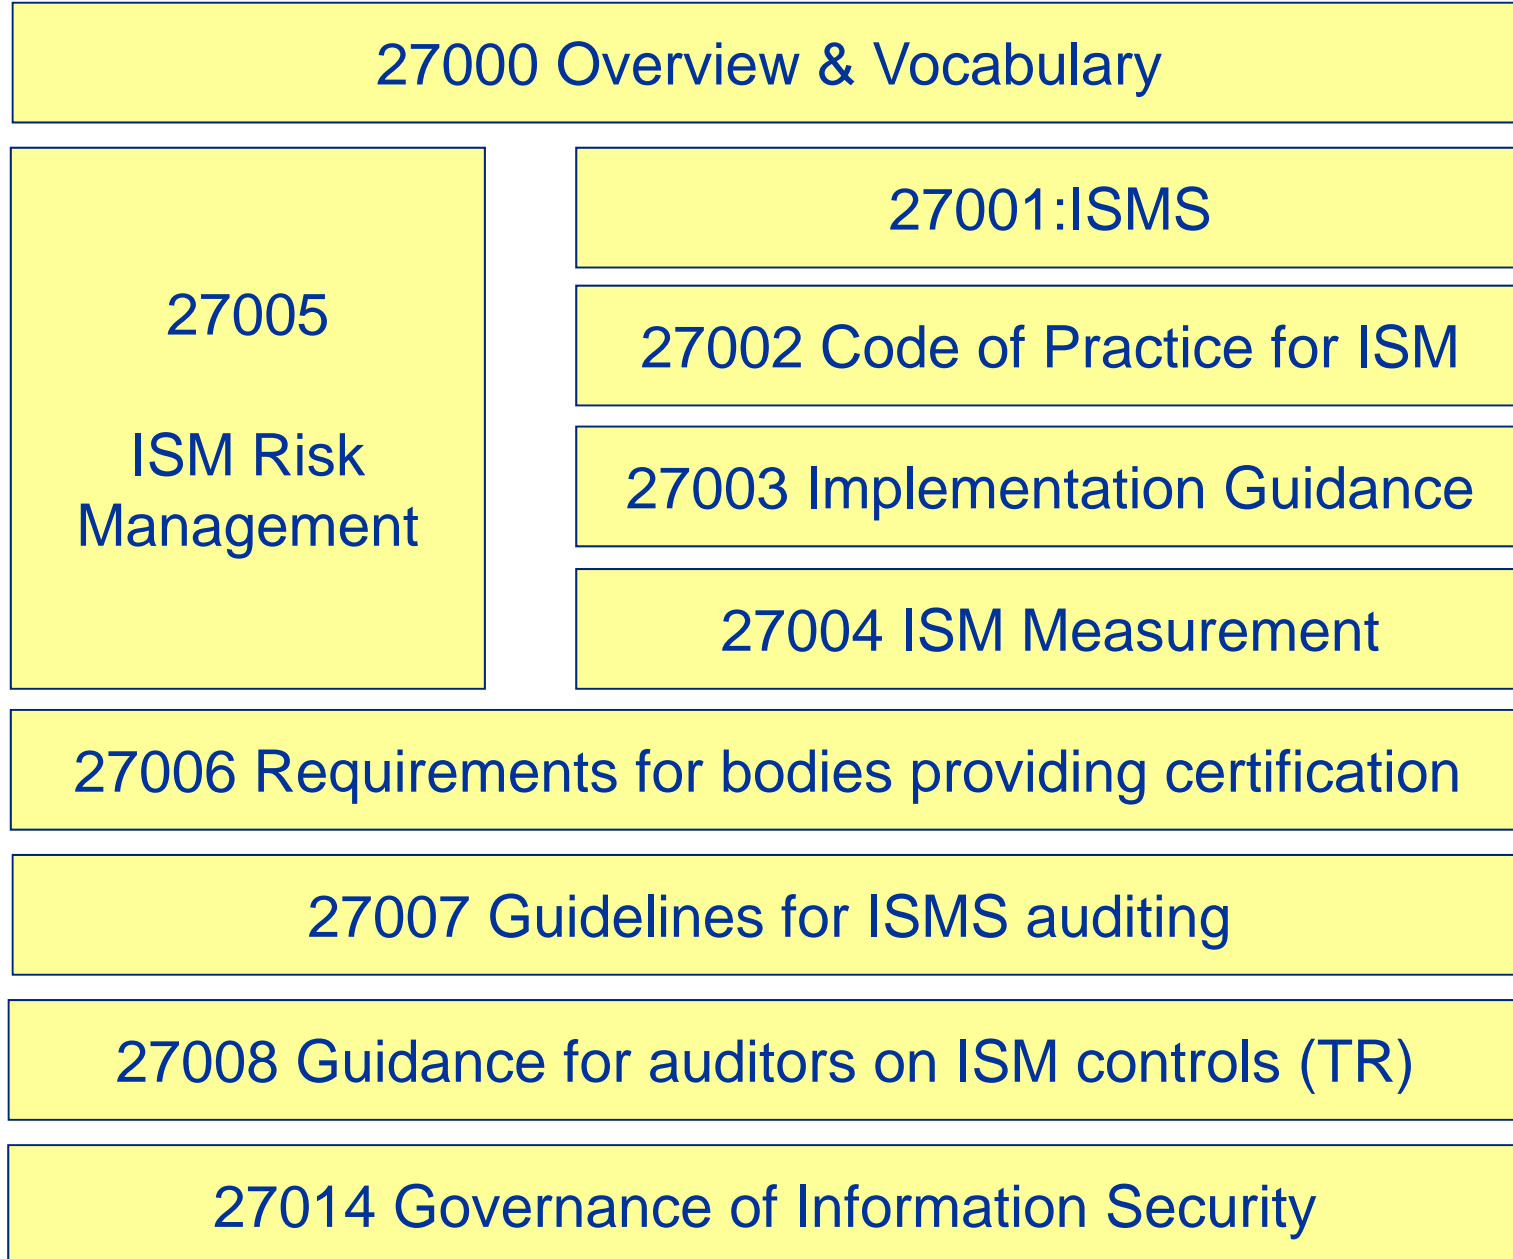 27000 Overview & Vocabulary
27005
ISM Risk
Management
27001:ISMS
27002 Code of Practice for ISM
27003 Implementation Guidance
27004 ISM Measurement
27006 Requirements for bodies providing certification
27007 Guidelines for ISMS auditing
27008 Guidance for auditors on ISM controls (TR)
27014 Governance of Information Security